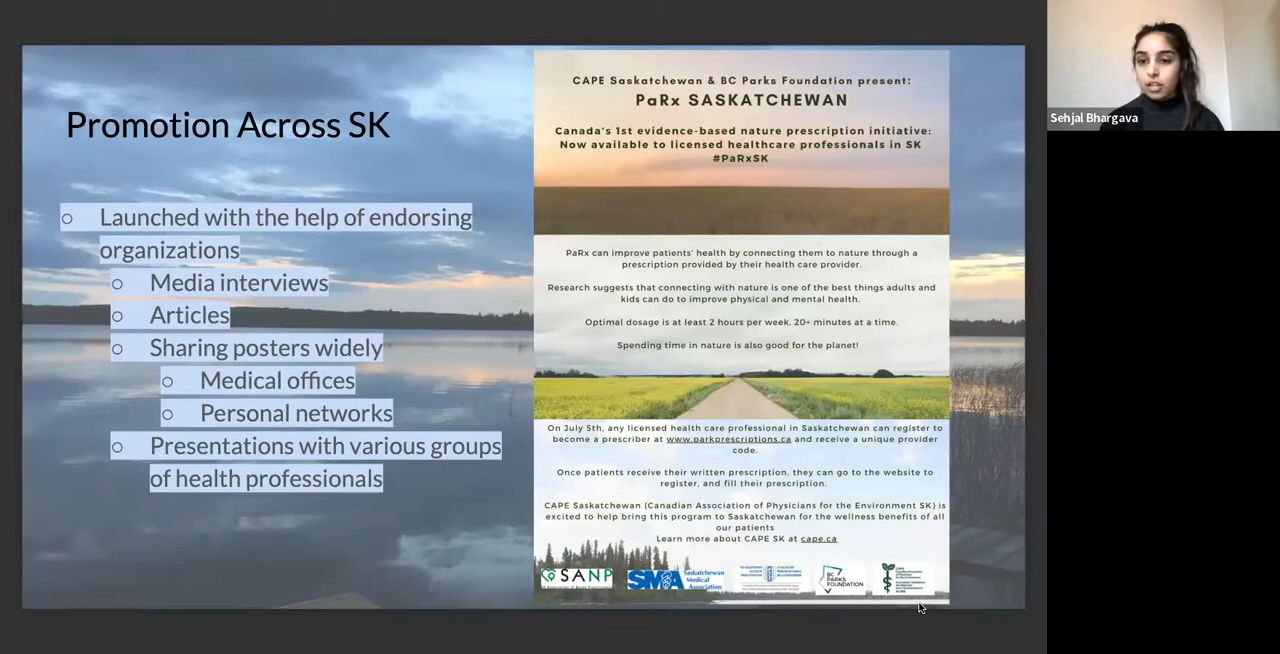 Promotion Across SK
○ Launched with the help of endorsing
organizations
○ Media interviews
○ Articles
○ Sharing posters widely
○ Medical offices
○ Personal networks
○ Presentations with various groups
of health professionals
CAPE Saskatchewan & BC Parks Foundation present:
PaRx SASKATCHEWAN
Canada's 1st evidence-based nature prescription initiative:
Now available to licensed healthcare professionals in SK
#PaRxSK
PaRx can improve patients' health by connecting them to nature through a
prescription provided by their health care provider.
Research suggests that connecting with nature is one of the best things adults and
kids can do to improve physical and mental health.
Optimal dosage is at least 2 hours per week, 20+ minutes at a time.
Spending time in nature is also good for the planet!
On July 5th, any licensed health care professional in Saskatchewan can register to
become a prescriber at www.parkprescriptions.ca and receive a unique provider
code.
Once patients receive their written prescription, they can go to the website to
register, and fill their prescription.
CAPE Saskatchewan (Canadian Association of Physicians for the Environment SK) is
excited to help bring this program to Saskatchewan for the wellness benefits of all
our patients
Learn more about CAPE SK at cape.ca
SANP
SMA Saskatchewan
Medical
Association
BC
PARKS
FOUNDATION
CAPE
Sehjal Bhargava